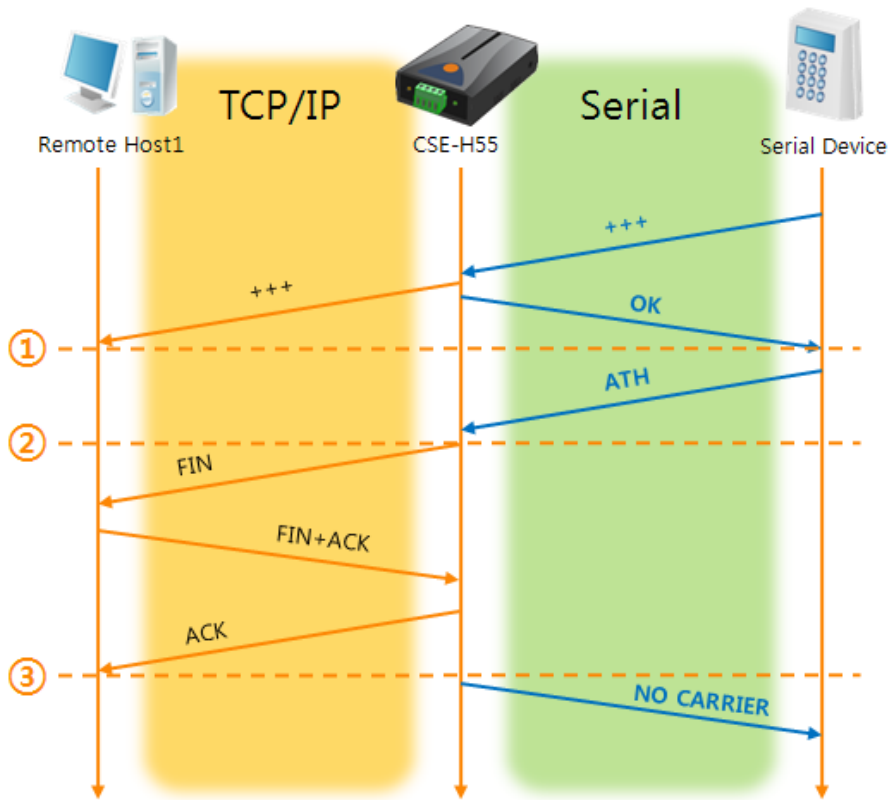 TCP/IP
Serial
Remote Host1
CSE-H55
Serial Device
+++
+++
OK
①
ATH
②
FIN
FIN+ACK
ACK
③
NO CARRIER